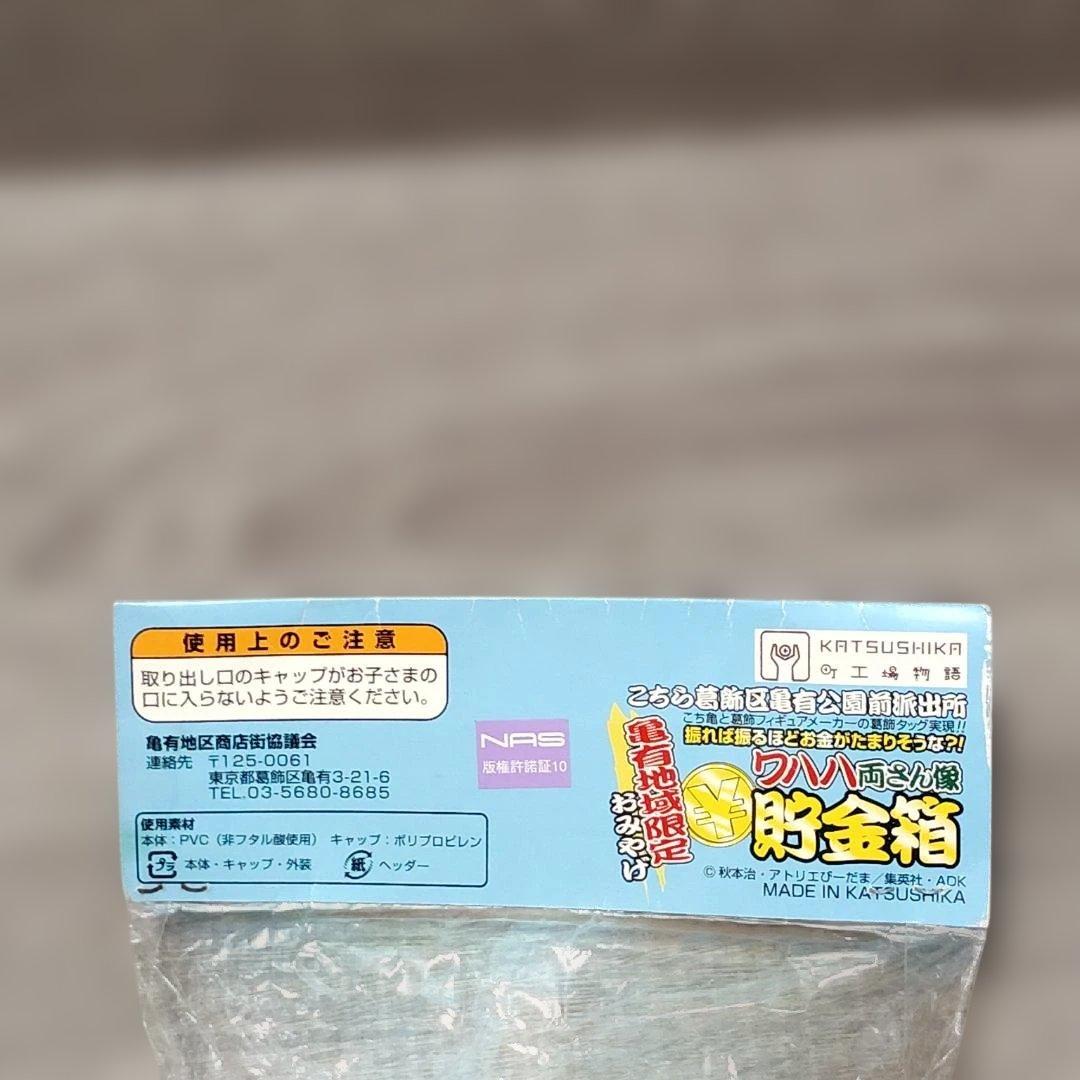 使用上のご注意
取り出し口のキャップがお子さまの
口に入らないようご注意ください。
亀有地区商店街協議会
連絡先 〒125-0061
東京都葛飾区亀有3-21-6
TEL.03-5680-8685
使用素材
本体：PVC（非フタル酸使用） キャップ：ポリプロピレン
プラ 本体・キャップ・外装 紙 ヘッダー
NAS
版権許諾証10
KATSUSHIKA
町工場物語
こちら葛飾区亀有公園前派出所
こち亀と葛飾フィギュアメーカーの葛飾タッグ実現!!
振れば振るほどお金がたまりそうな?!
亀有地域限定
おみやげ
ワハハ両さん像
¥
貯金箱
© 秋本治・アトリエびーだま／集英社・ADK
MADE IN KATSUSHIKA